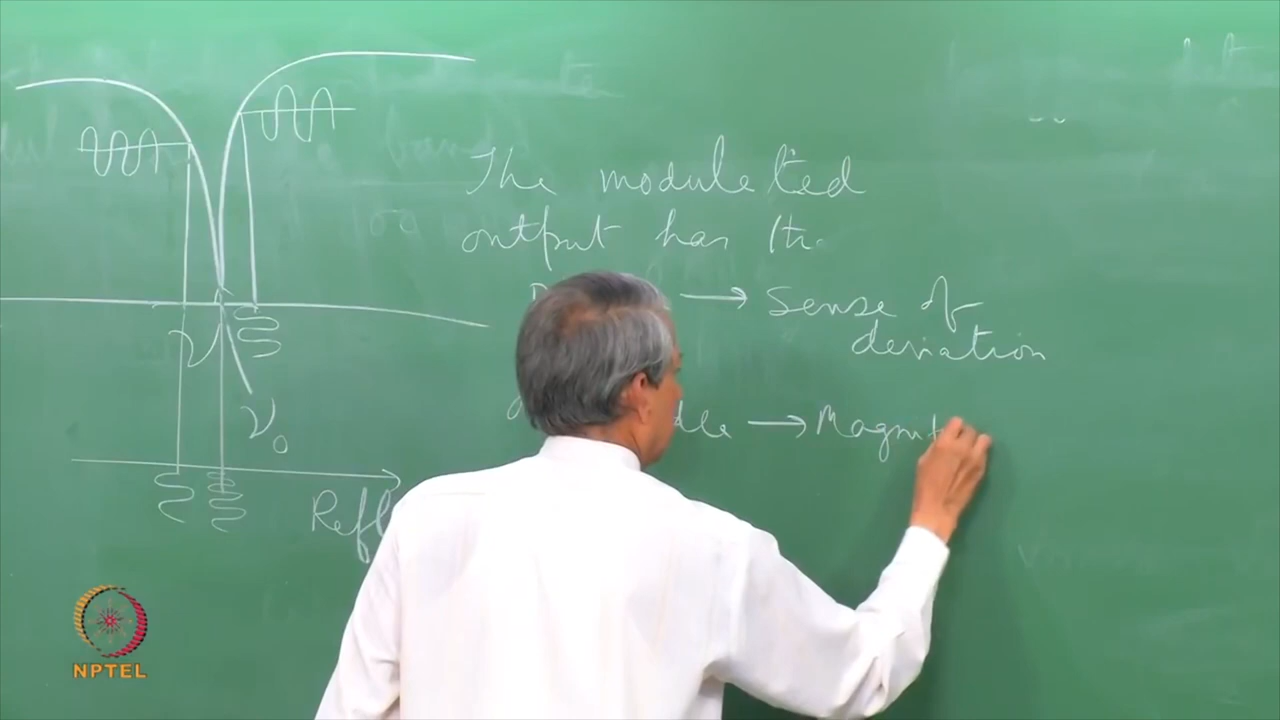 The modulated
output has the
→ Sense of
deviation
→ Magnit
ν
ν₀
Refl
NPTEL